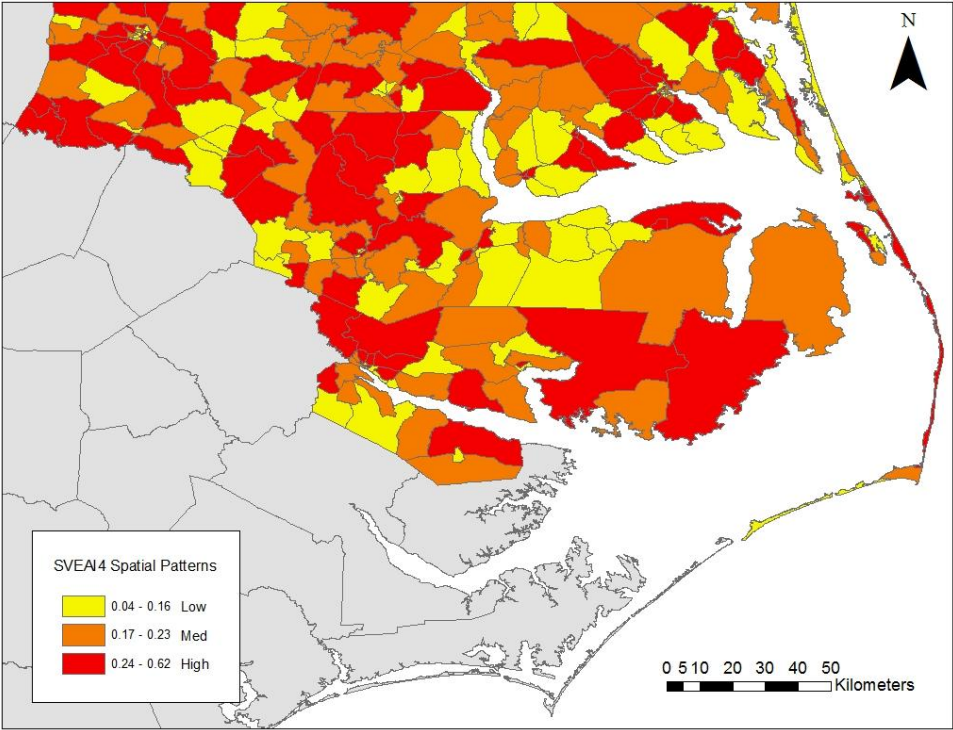 N
SVEAI4 Spatial Patterns
0.04 - 0.16 Low
0.17 - 0.23 Med
0.24 - 0.62 High
0 5 10 20 30 40 50
Kilometers